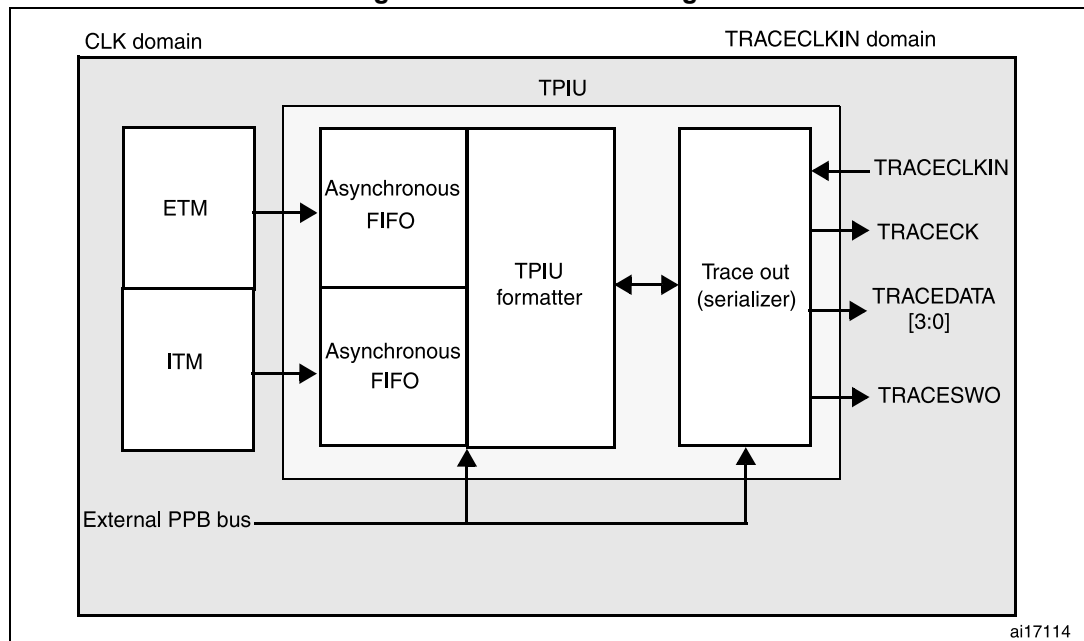 CLK domain
TRACECLKIN domain
TPIU
ETM
Asynchronous
FIFO
ITM
Asynchronous
FIFO
TPIU
formatter
Trace out
(serializer)
TRACECLKIN
TRACECK
TRACEDATA
[3:0]
TRACESWO
External PPB bus
ai17114